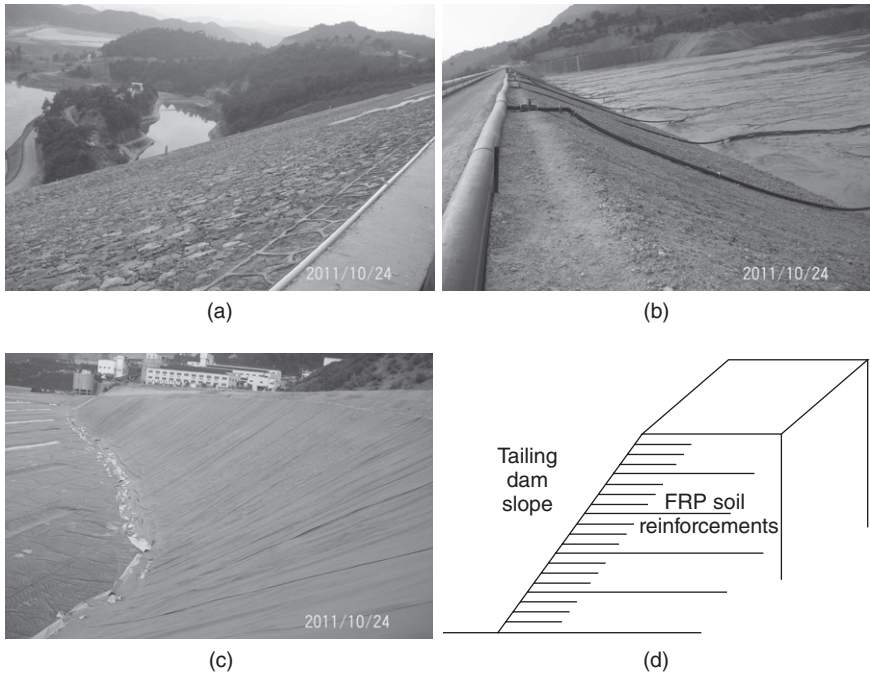 2011/10/24
2011/10/24
(a)
(b)
2011/10/24
Tailing
dam
slope
FRP soil
reinforcements
(c)
(d)